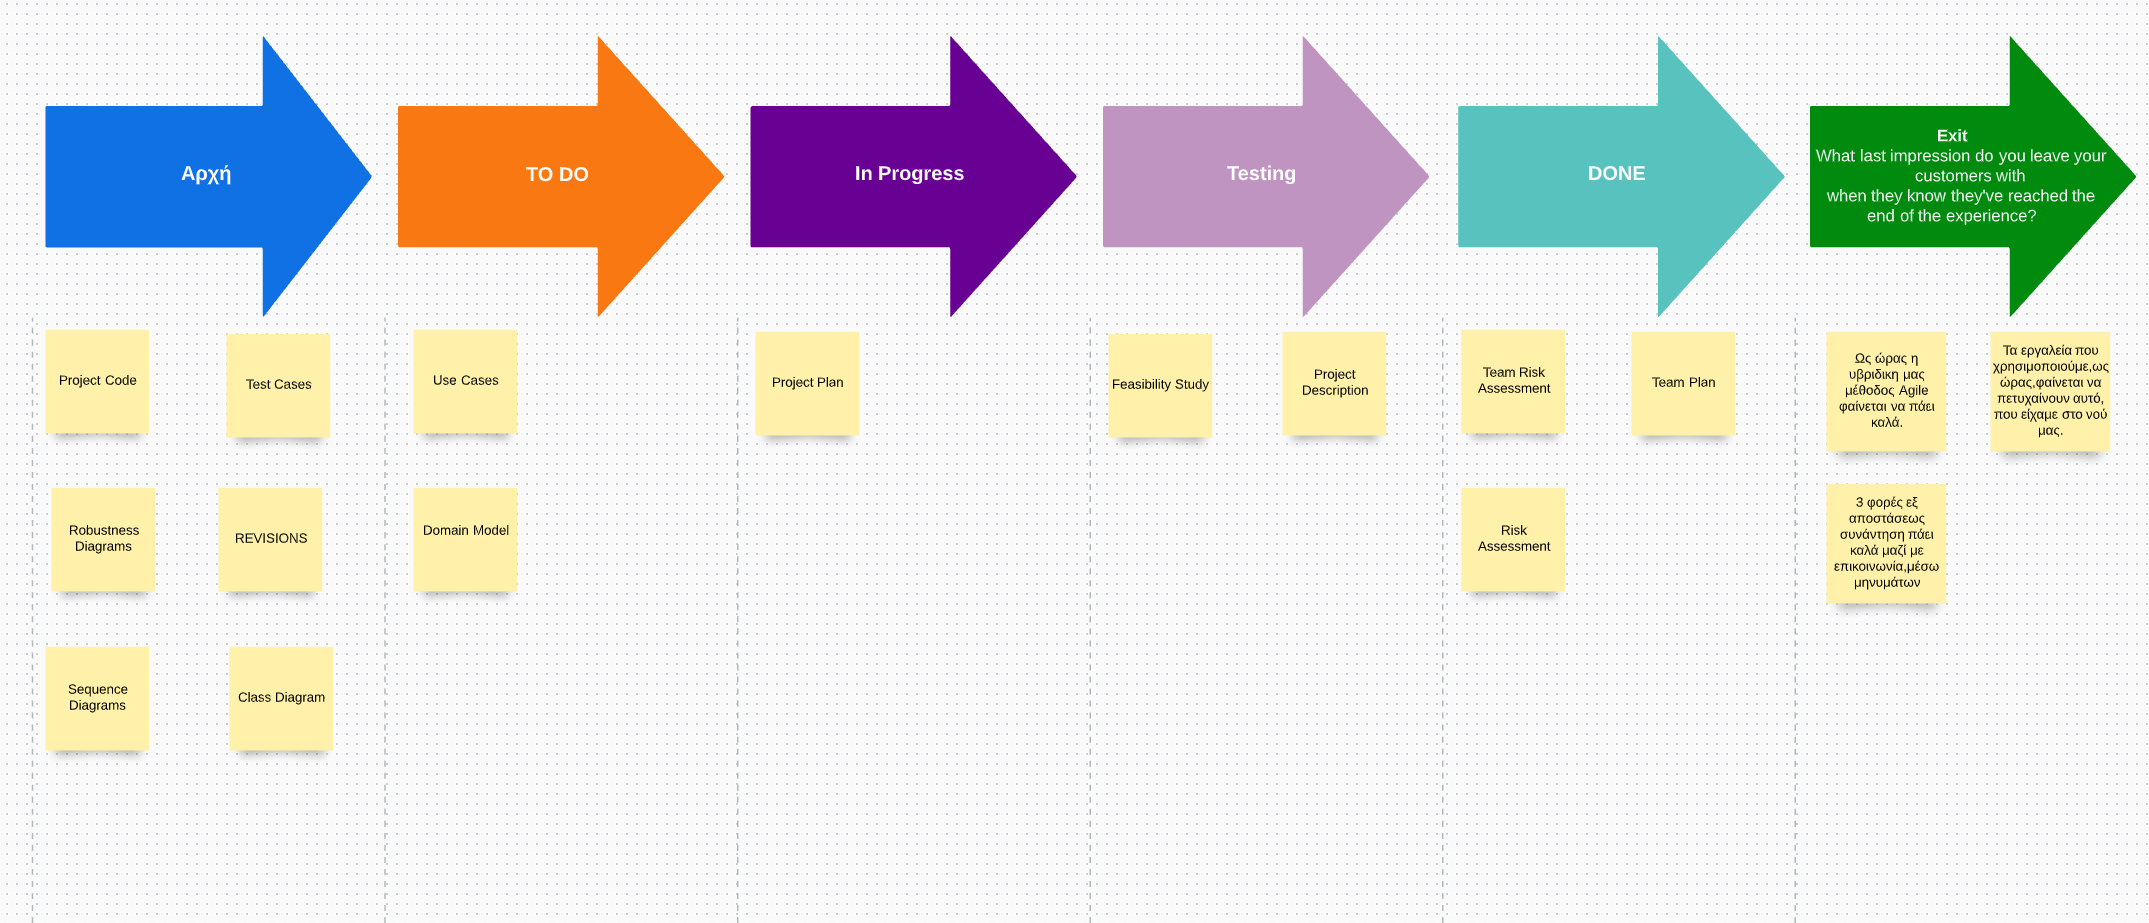 Αρχή
TO DO
In Progress
Testing
DONE
Exit
What last impression do you leave your
customers with
when they know they've reached the
end of the experience?
Project Code
Test Cases
Use Cases
Project Plan
Feasibility Study
Project
Description
Team Risk
Assessment
Team Plan
Ως ώρας η
υβριδικη μας
μέθοδος Agile
φαίνεται να πάει
καλά.
Τα εργαλεία που
χρησιμοποιούμε,ως
ώρας,φαίνεται να
πετυχαίνουν αυτό,
που είχαμε στο νού
μας.
Robustness
Diagrams
REVISIONS
Domain Model
Risk
Assessment
3 φορές εξ
αποστάσεως
συνάντηση πάει
καλά μαζί με
επικοινωνία,μέσω
μηνυμάτων
Sequence
Diagrams
Class Diagram